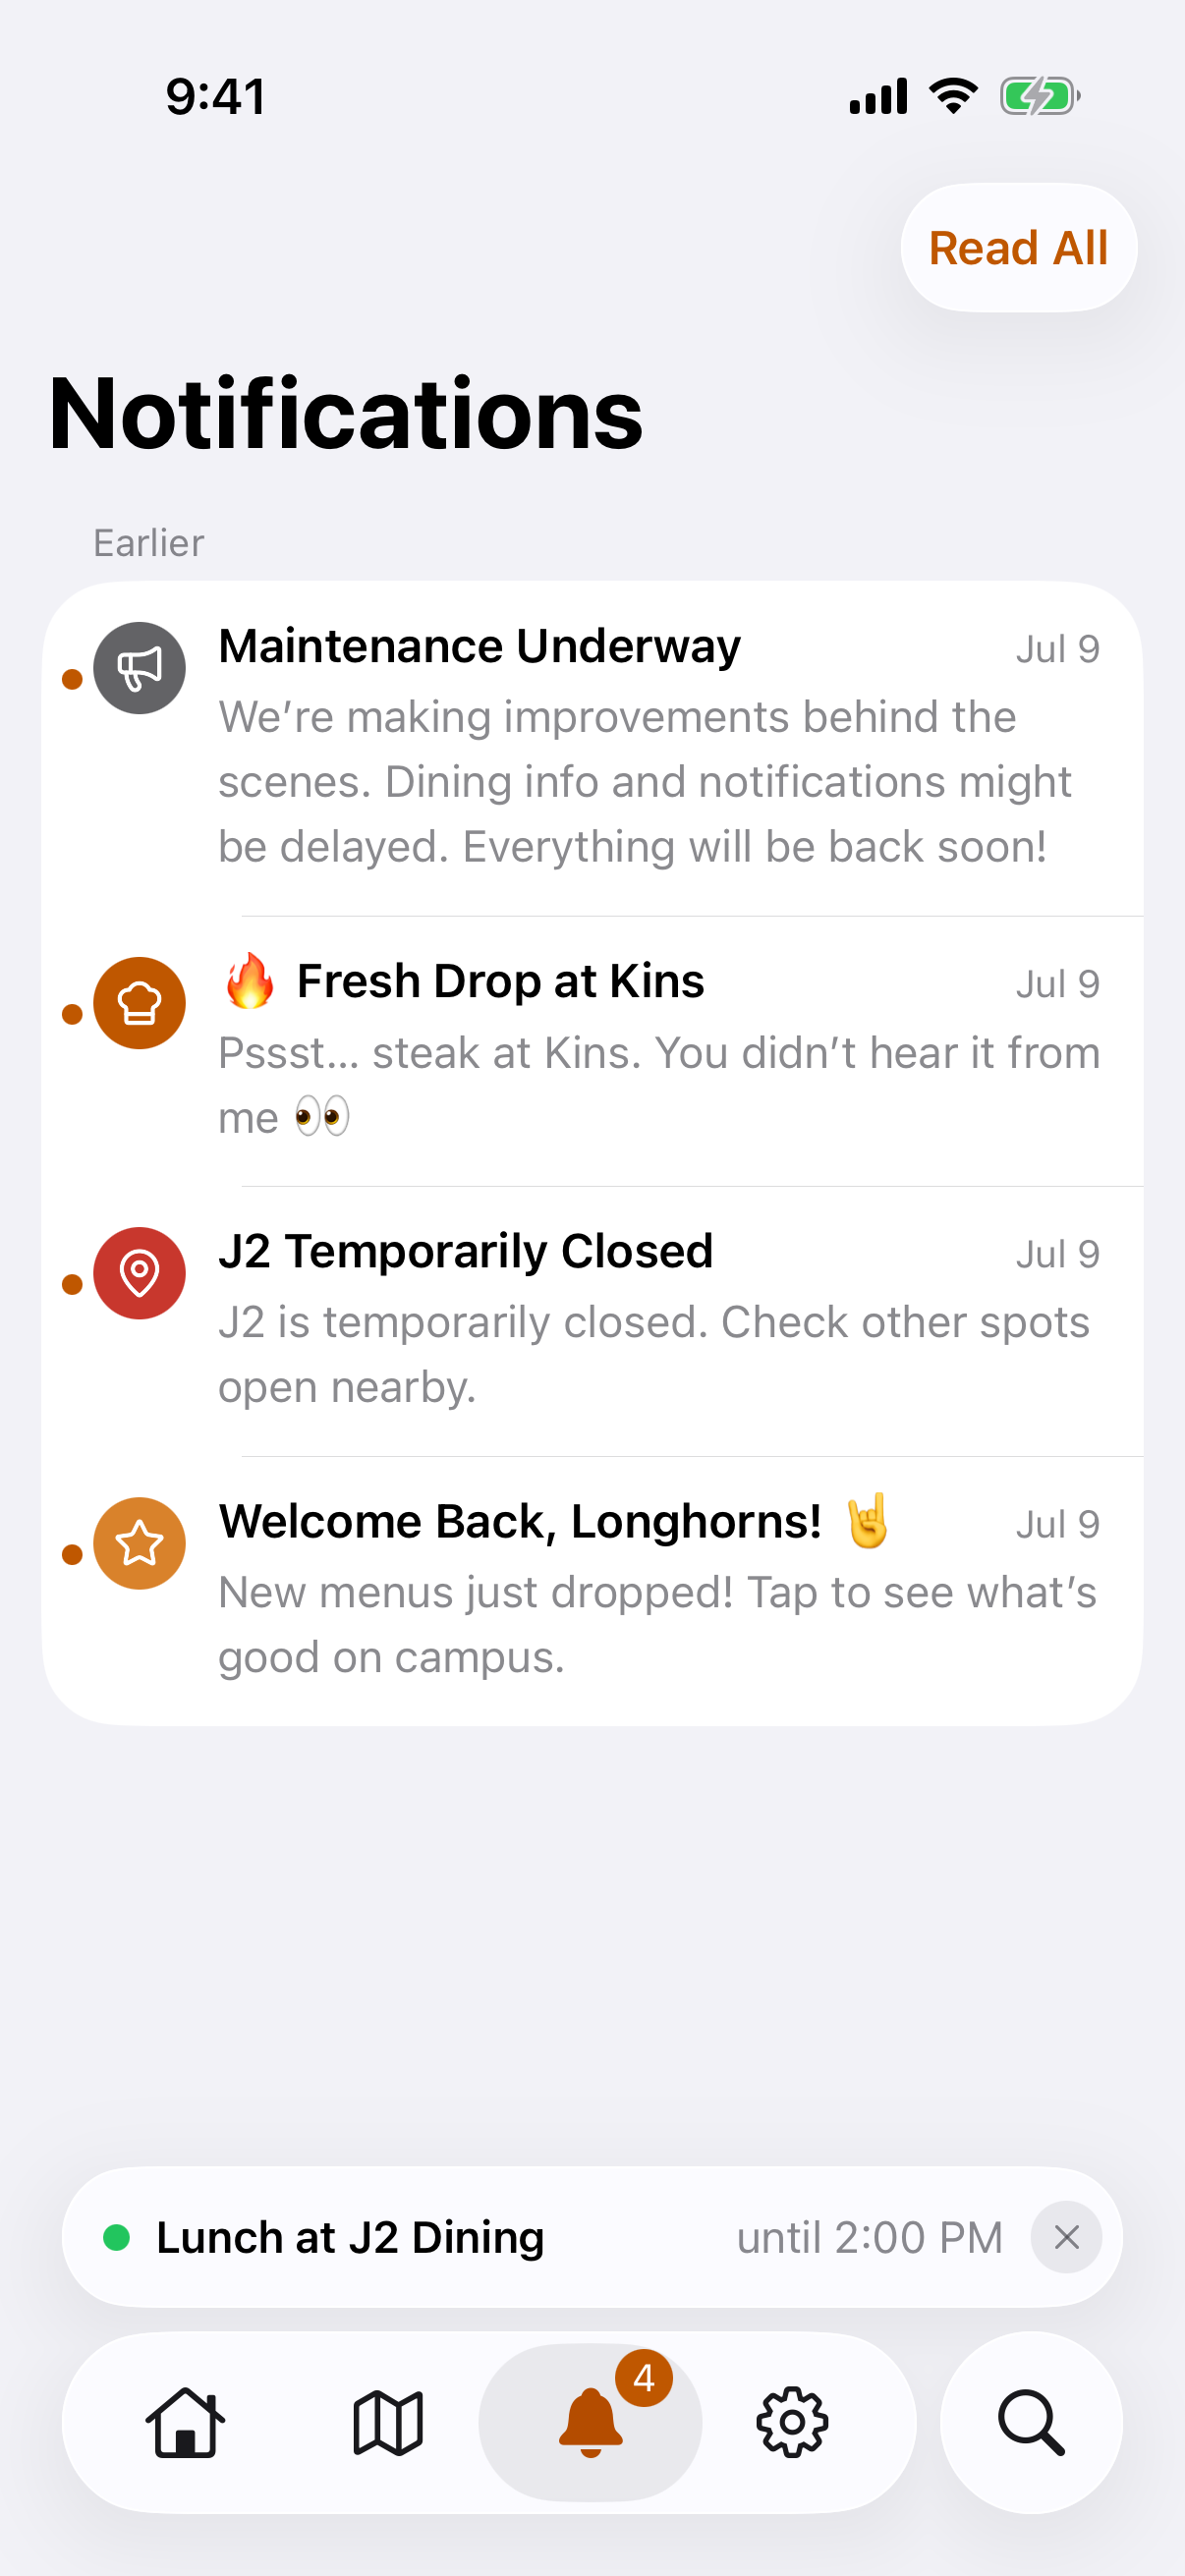 9:41
Read All
Notifications
Earlier
Maintenance Underway Jul 9
We’re making improvements behind the
scenes. Dining info and notifications might
be delayed. Everything will be back soon!
🔥 Fresh Drop at Kins Jul 9
Pssst... steak at Kins. You didn’t hear it from
me 👀
J2 Temporarily Closed Jul 9
J2 is temporarily closed. Check other spots
open nearby.
Welcome Back, Longhorns! 🤘 Jul 9
New menus just dropped! Tap to see what’s
good on campus.
Lunch at J2 Dining until 2:00 PM
4